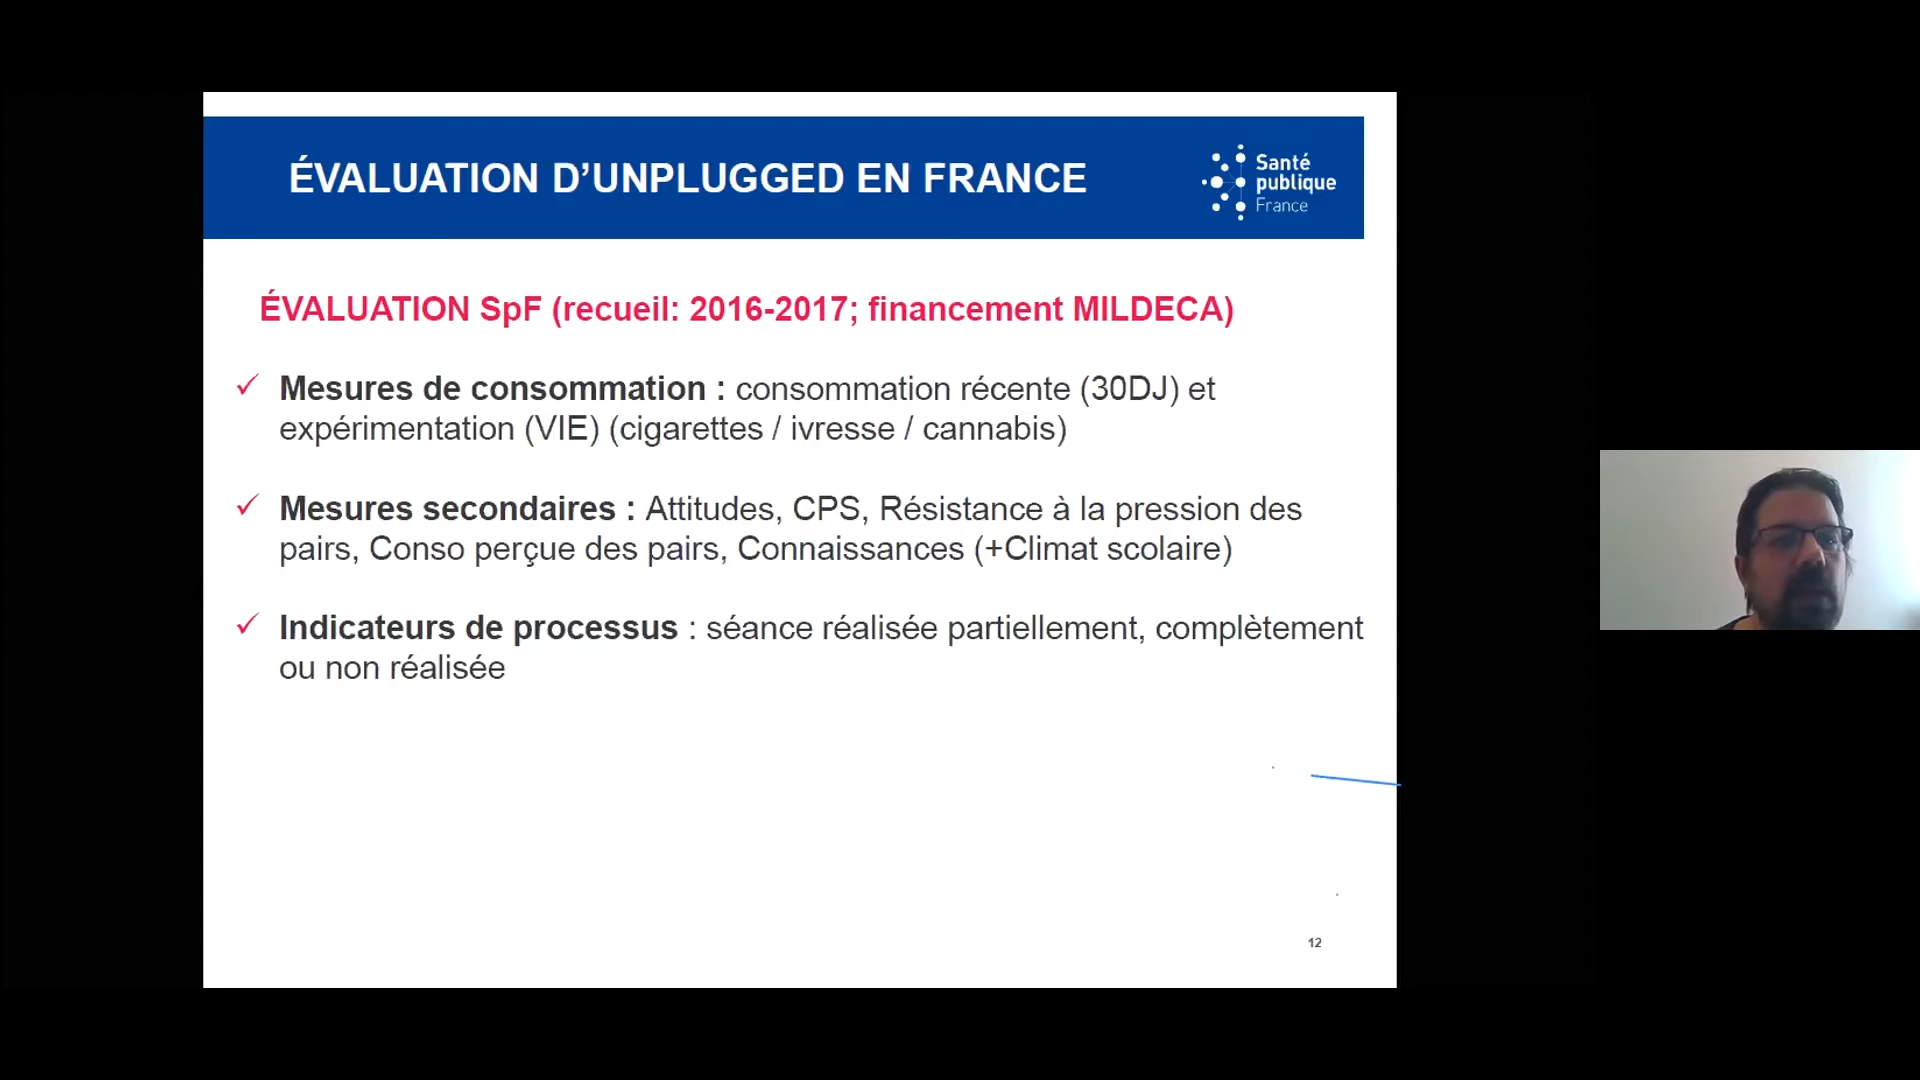 ÉVALUATION D’UNPLUGGED EN FRANCE
Santé
publique
France
ÉVALUATION SpF (recueil: 2016-2017; financement MILDECA)
Mesures de consommation : consommation récente (30DJ) et
expérimentation (VIE) (cigarettes / ivresse / cannabis)
Mesures secondaires : Attitudes, CPS, Résistance à la pression des
pairs, Conso perçue des pairs, Connaissances (+Climat scolaire)
Indicateurs de processus : séance réalisée partiellement, complètement
ou non réalisée
12